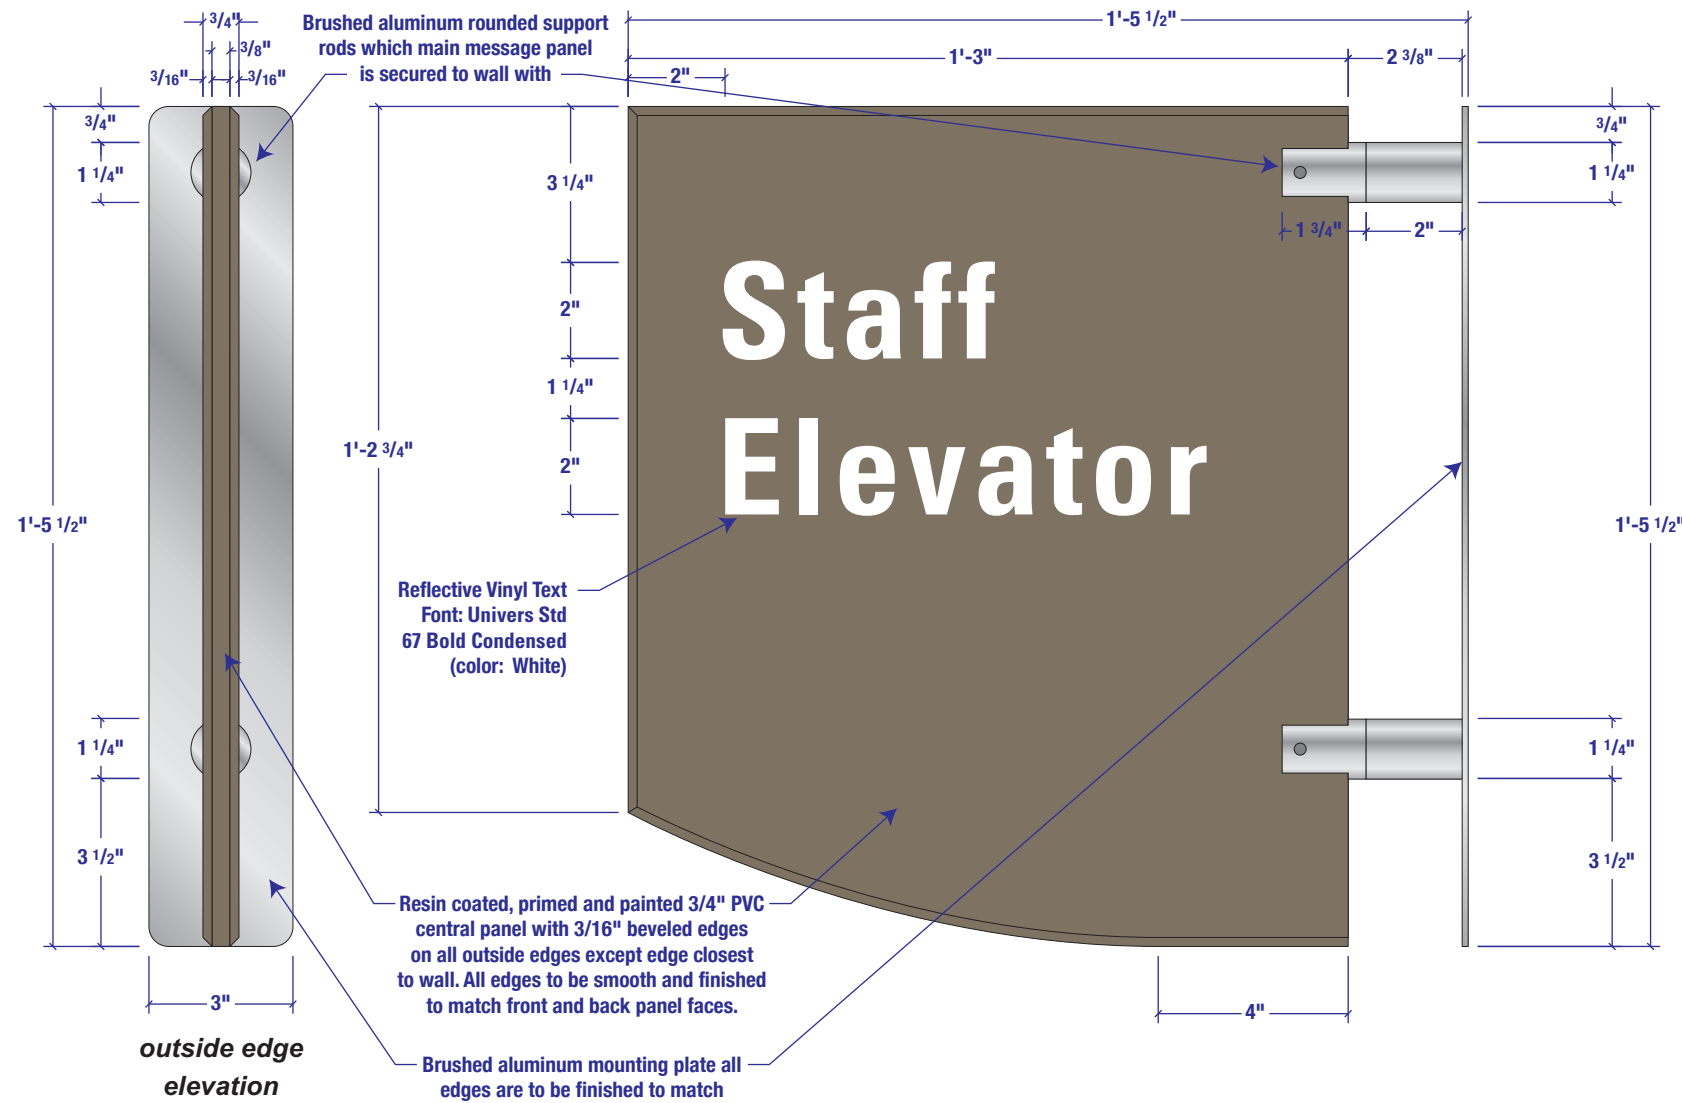 3/4"
3/8"
3/16"
3/16"
Brushed aluminum rounded support
rods which main message panel
is secured to wall with
1'-5 1/2"
1'-3"
2 3/8"
2"
3/4"
1 1/4"
1'-5 1/2"
1 1/4"
3 1/2"
3"
outside edge
elevation
1'-2 3/4"
3 1/4"
2"
1 1/4"
2"
Staff
Elevator
1 3/4"
2"
3/4"
1 1/4"
1'-5 1/2"
1 1/4"
3 1/2"
4"
Reflective Vinyl Text
Font: Univers Std
67 Bold Condensed
(color: White)
Resin coated, primed and painted 3/4" PVC
central panel with 3/16" beveled edges
on all outside edges except edge closest
to wall. All edges to be smooth and finished
to match front and back panel faces.
Brushed aluminum mounting plate all
edges are to be finished to match